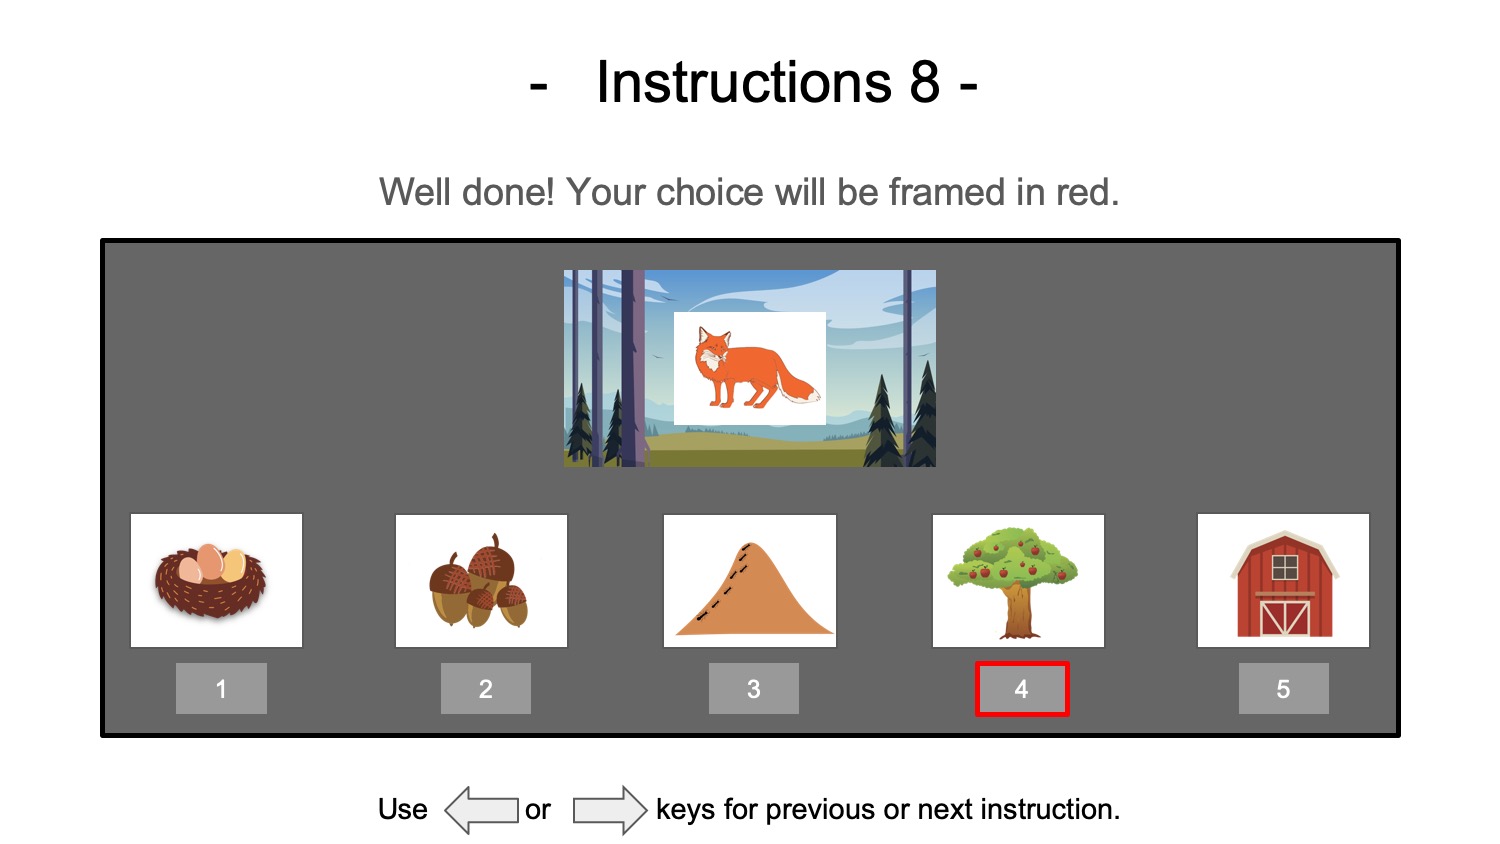 - Instructions 8 -
Well done! Your choice will be framed in red.
1 2 3 4 5
Use or keys for previous or next instruction.